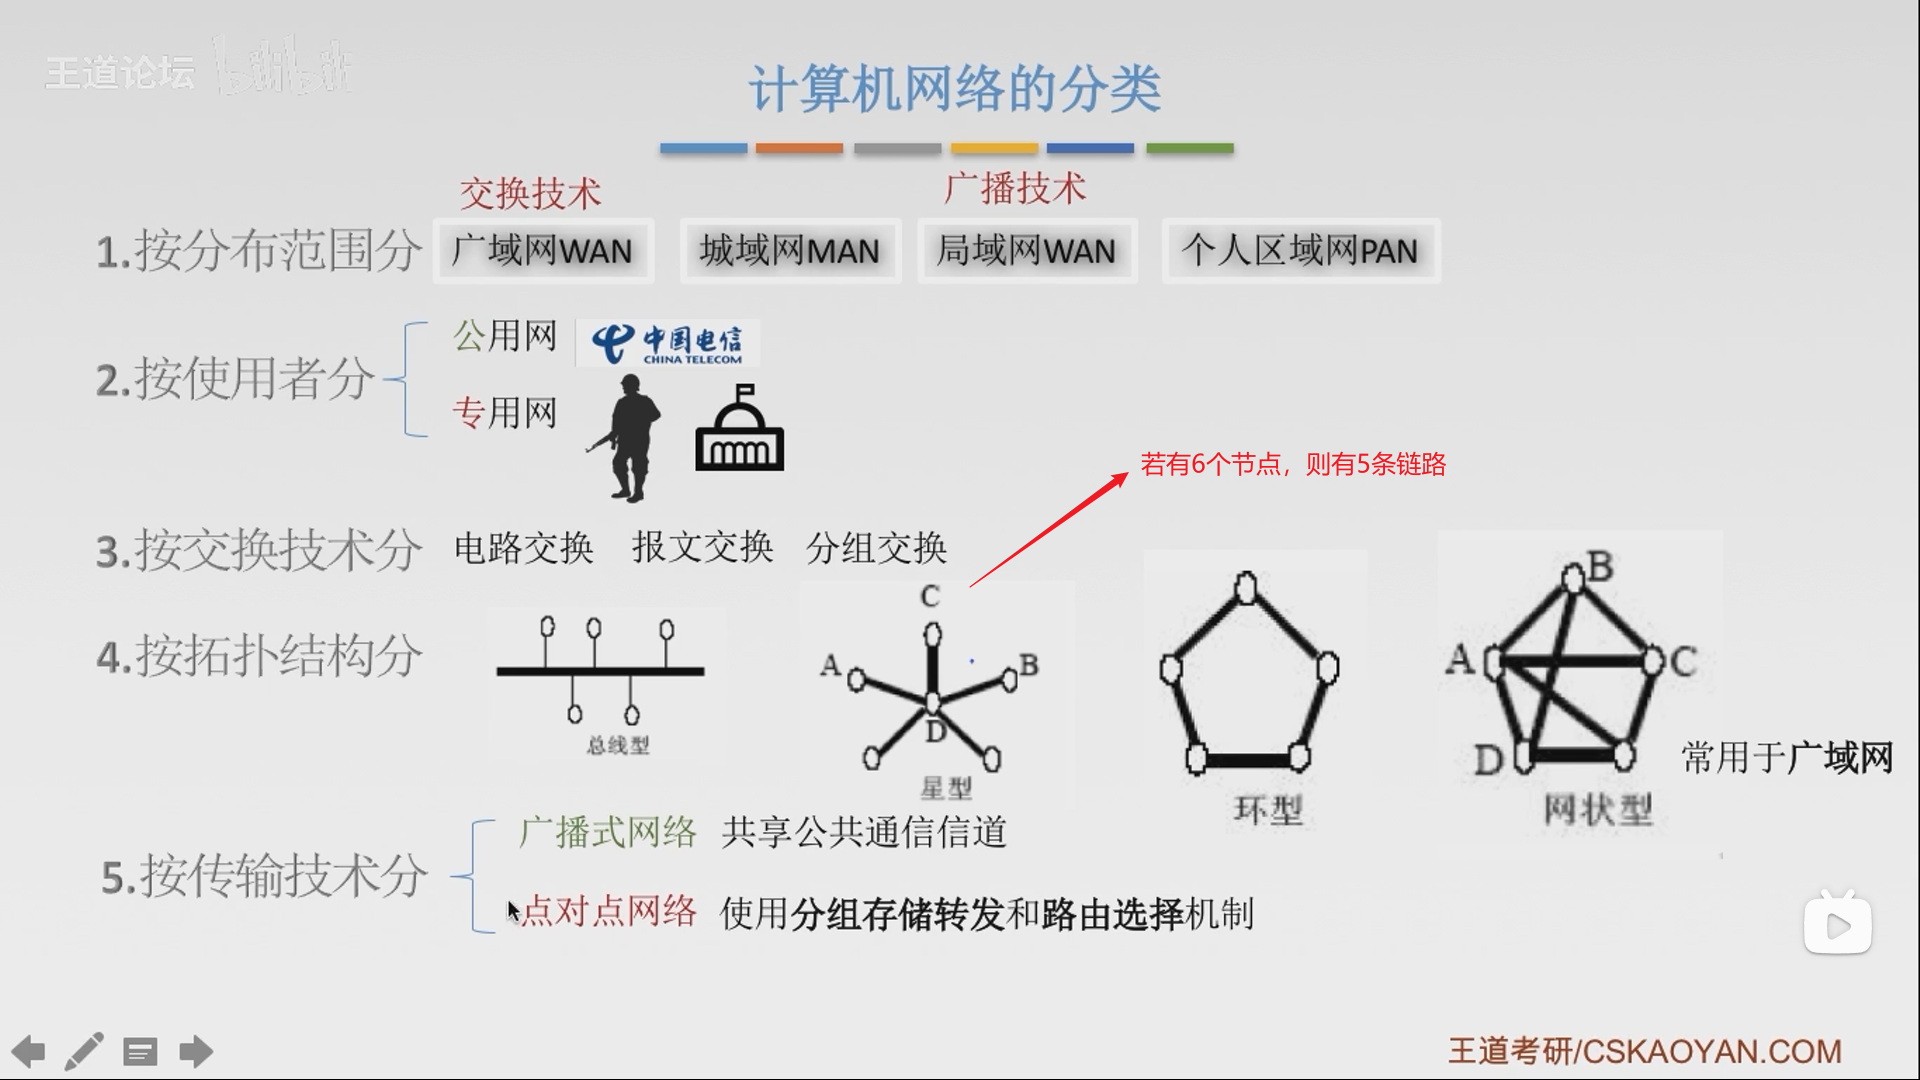 王道论坛 bilibili
计算机网络的分类
交换技术 广播技术
1.按分布范围分 广域网WAN 城域网MAN 局域网WAN 个人区域网PAN
2.按使用者分
公用网 中国电信
CHINA TELECOM
专用网
若有6个节点，则有5条链路
3.按交换技术分 电路交换 报文交换 分组交换
4.按拓扑结构分
总线型
C
A B
D
星型
环型
B
A C
D
网状型
常用于广域网
5.按传输技术分
广播式网络 共享公共通信信道
点对点网络 使用分组存储转发和路由选择机制
王道考研/CSKAOYAN.COM